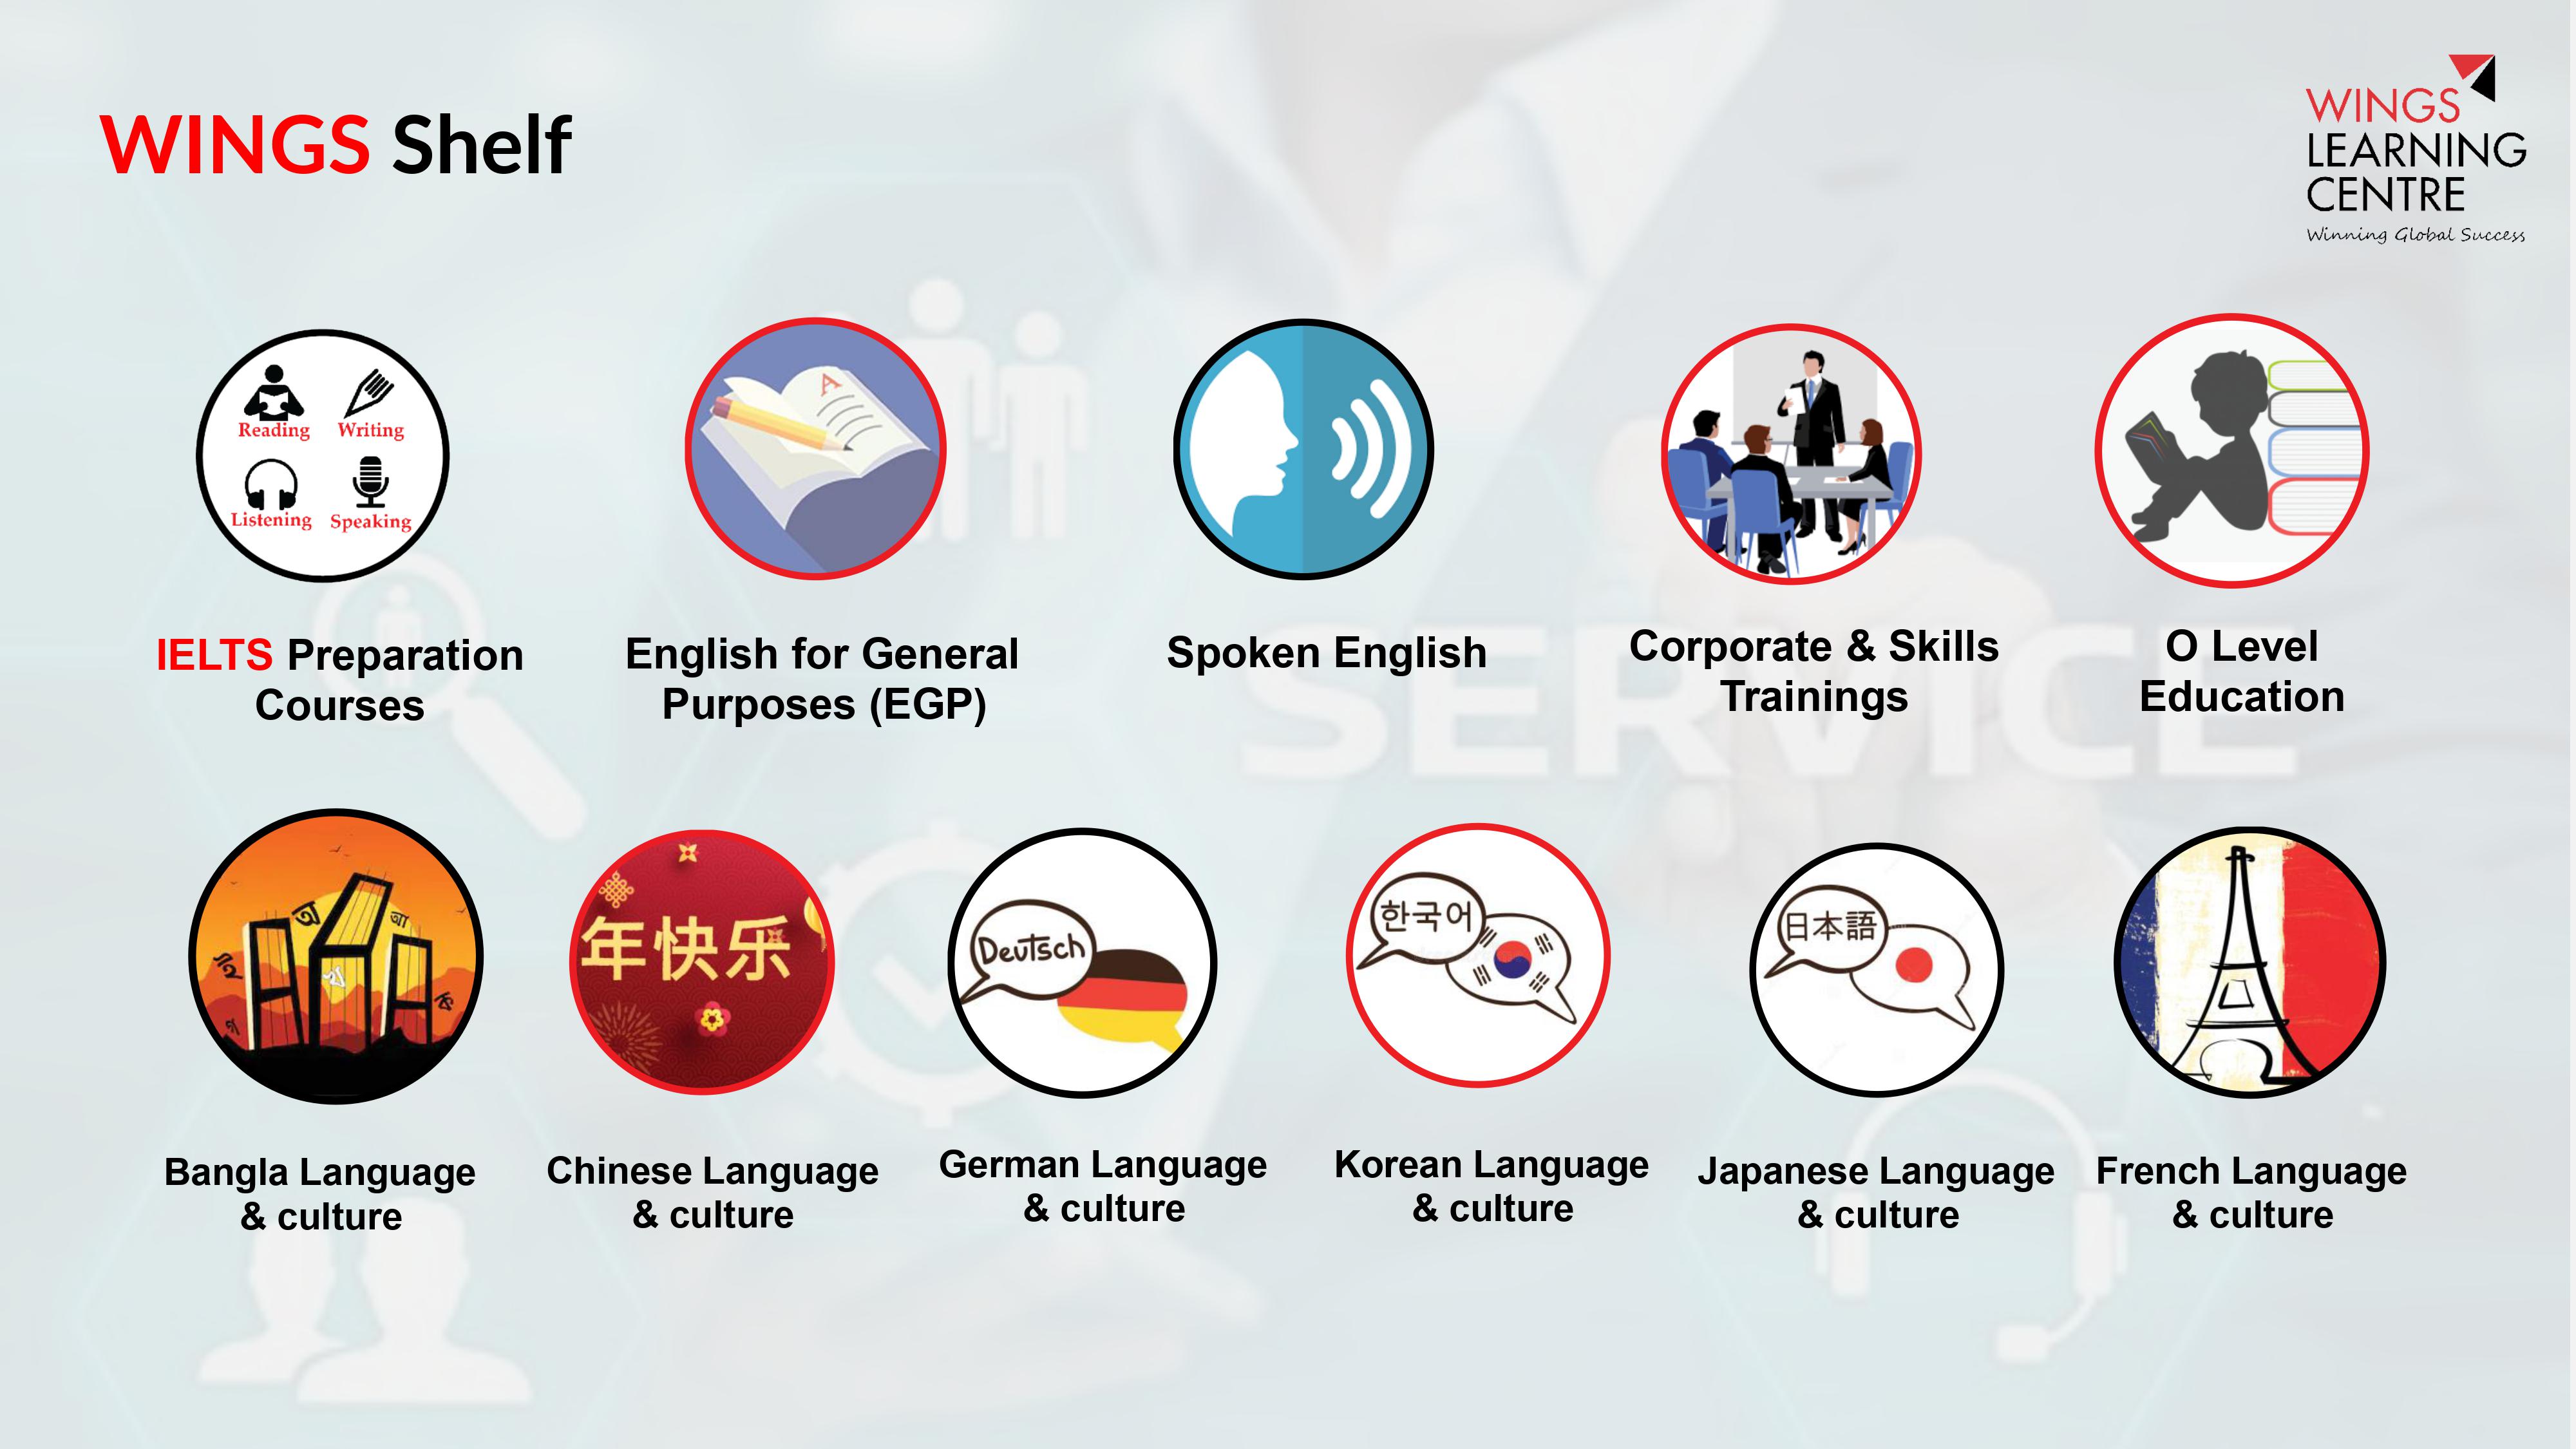 WINGS Shelf
WINGS
LEARNING
CENTRE
Winning Global Success
Reading Writing
Listening Speaking
A
IELTS Preparation
Courses
English for General
Purposes (EGP)
Spoken English
Corporate & Skills
Trainings
O Level
Education
SERVICE
অ
আ
ই
খ
ক
গ
年快乐
Deutsch
한국어
日本語
Bangla Language
& culture
Chinese Language
& culture
German Language
& culture
Korean Language
& culture
Japanese Language
& culture
French Language
& culture